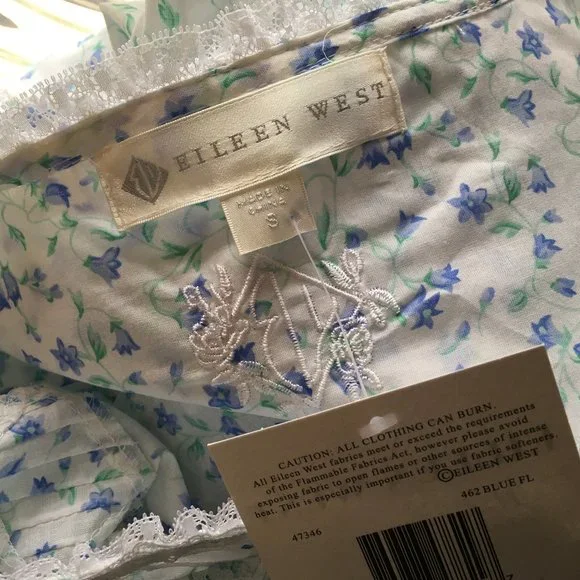 EILEEN WEST
MADE IN
CHINA
S
CAUTION: ALL CLOTHING CAN BURN.
All Eileen West fabrics meet or exceed the requirements
of the Flammable Fabrics Act, however please avoid
exposing fabric to open flames or other sources of intense
heat. This is especially important if you use fabric softeners.
©EILEEN WEST
462 BLUE FL
47346